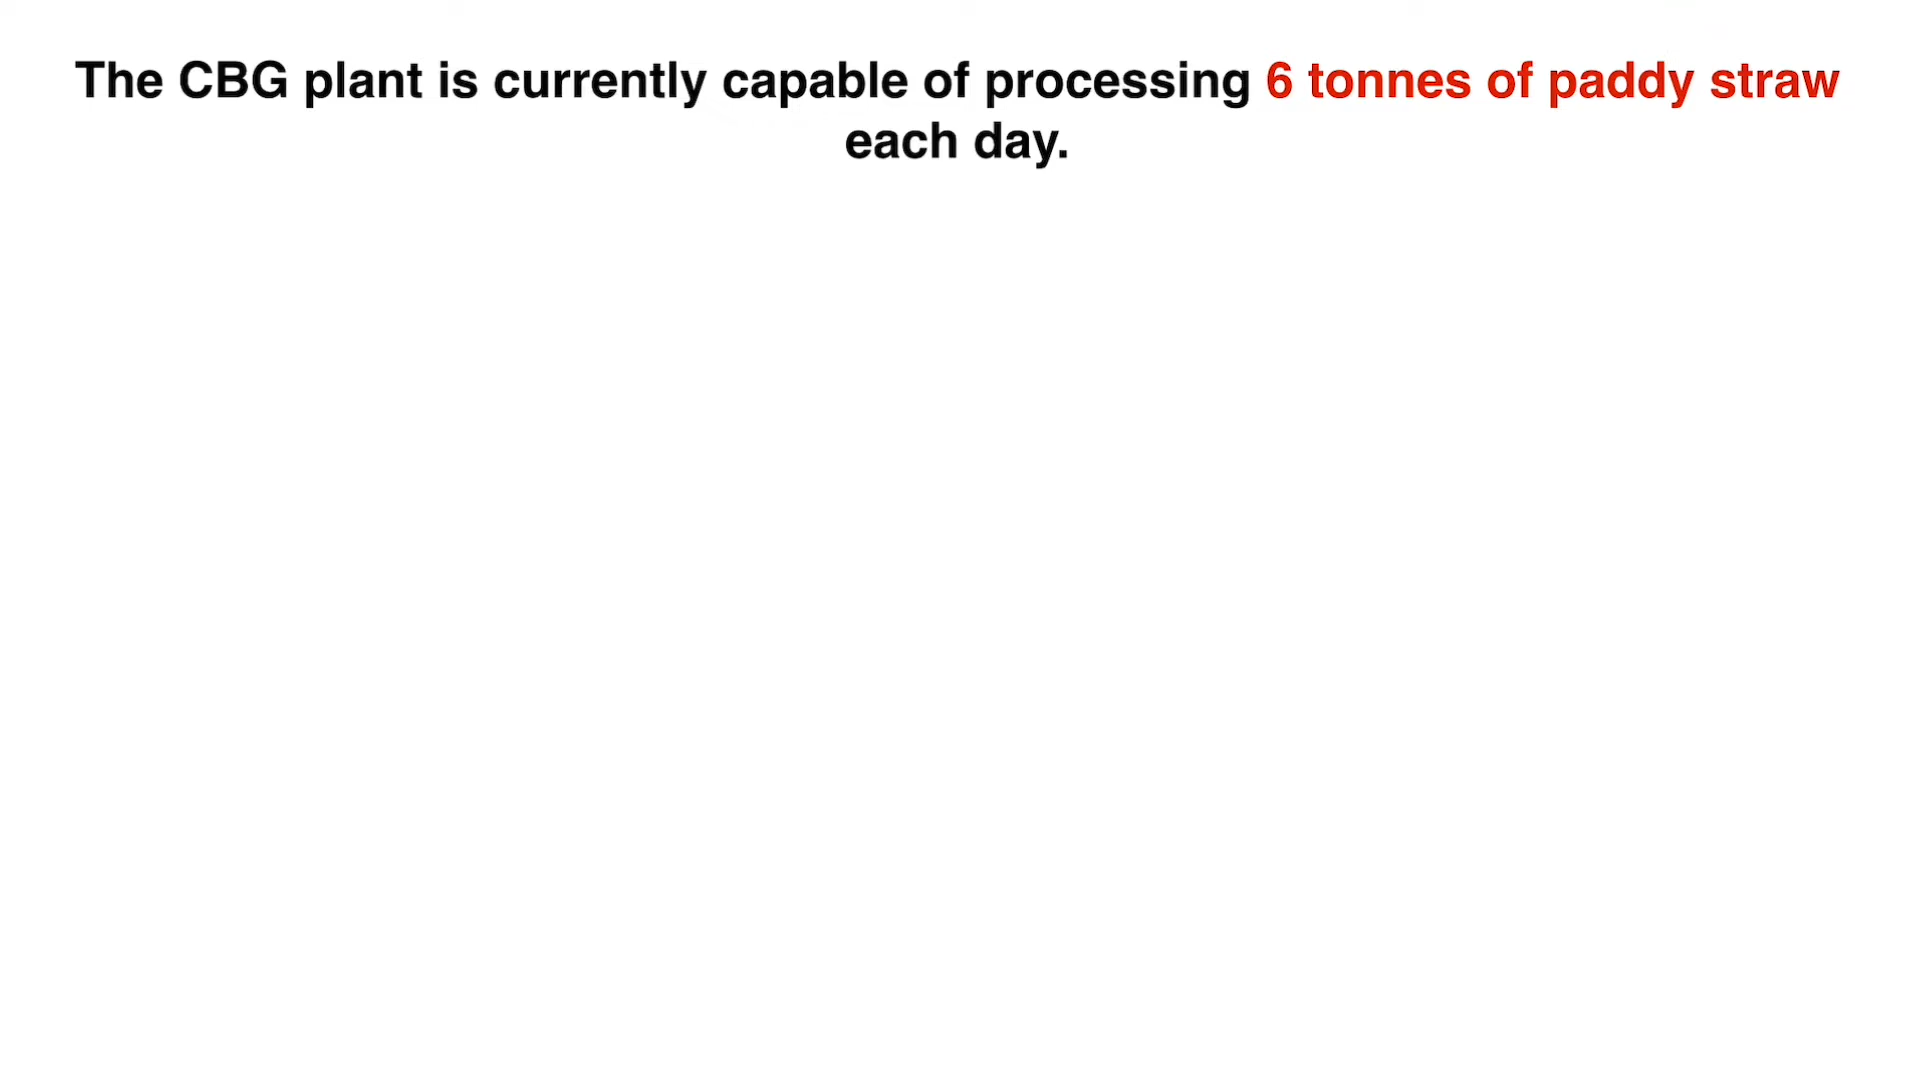 The CBG plant is currently capable of processing 6 tonnes of paddy straw
each day.